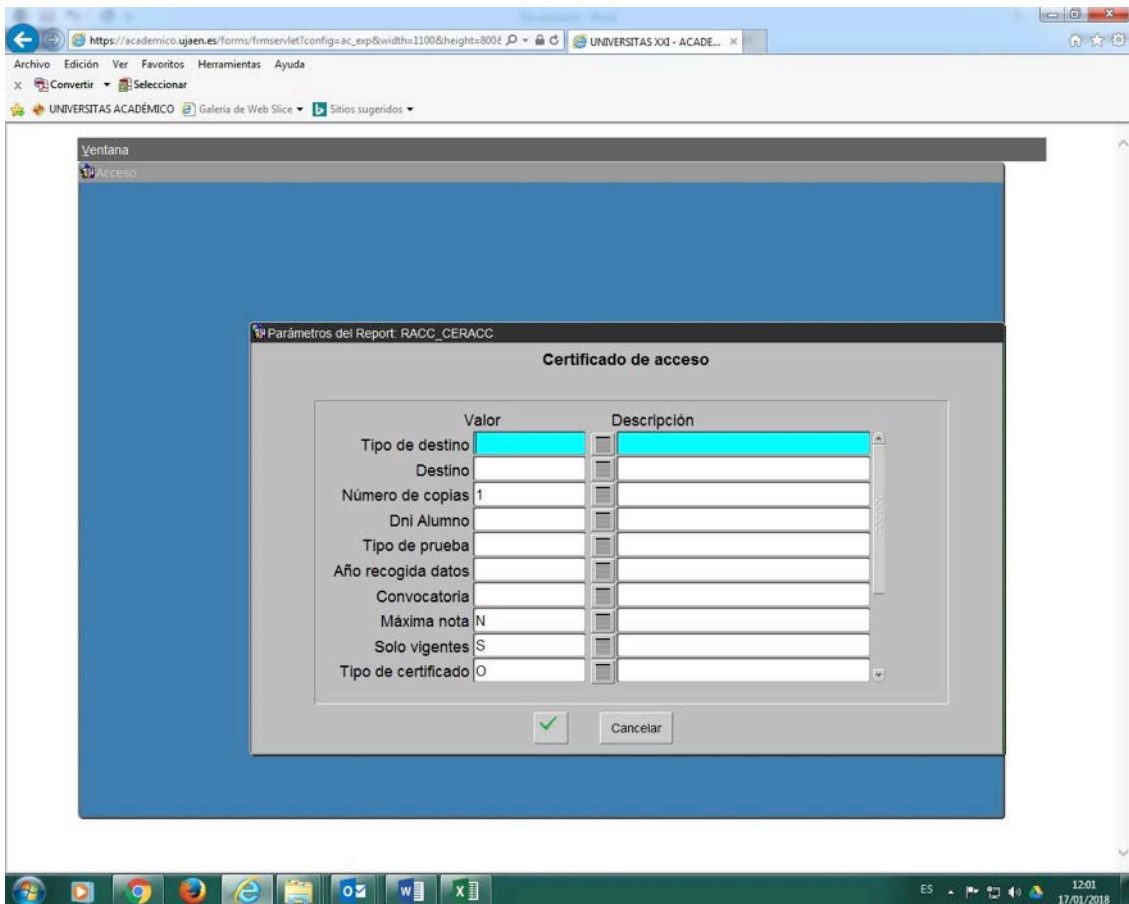 https://academico.ujaen.es/forms/frmservlet?config=ac_exp&width=1100&height=800&
UNIVERSITAS XXI - ACADE...
Archivo Edición Ver Favoritos Herramientas Ayuda
x Convertir Seleccionar
UNIVERSITAS ACADÉMICO Galería de Web Slice Sitios sugeridos
Ventana
Acceso
Parámetros del Report: RACC_CERACC
Certificado de acceso
Valor Descripción
Tipo de destino
Destino
Número de copias 1
Dni Alumno
Tipo de prueba
Año recogida datos
Convocatoria
Máxima nota N
Solo vigentes S
Tipo de certificado O
Cancelar
ES 12:01
17/01/2018